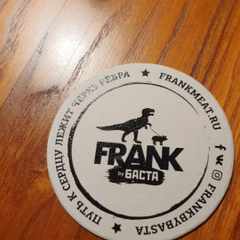 ПУТЬ К СЕРДЦУ ЛЕЖИТ ЧЕРЕЗ РЕБРА
FRANKMEAT.RU
FRANK
by БАСТА
FRANKBYBASTA